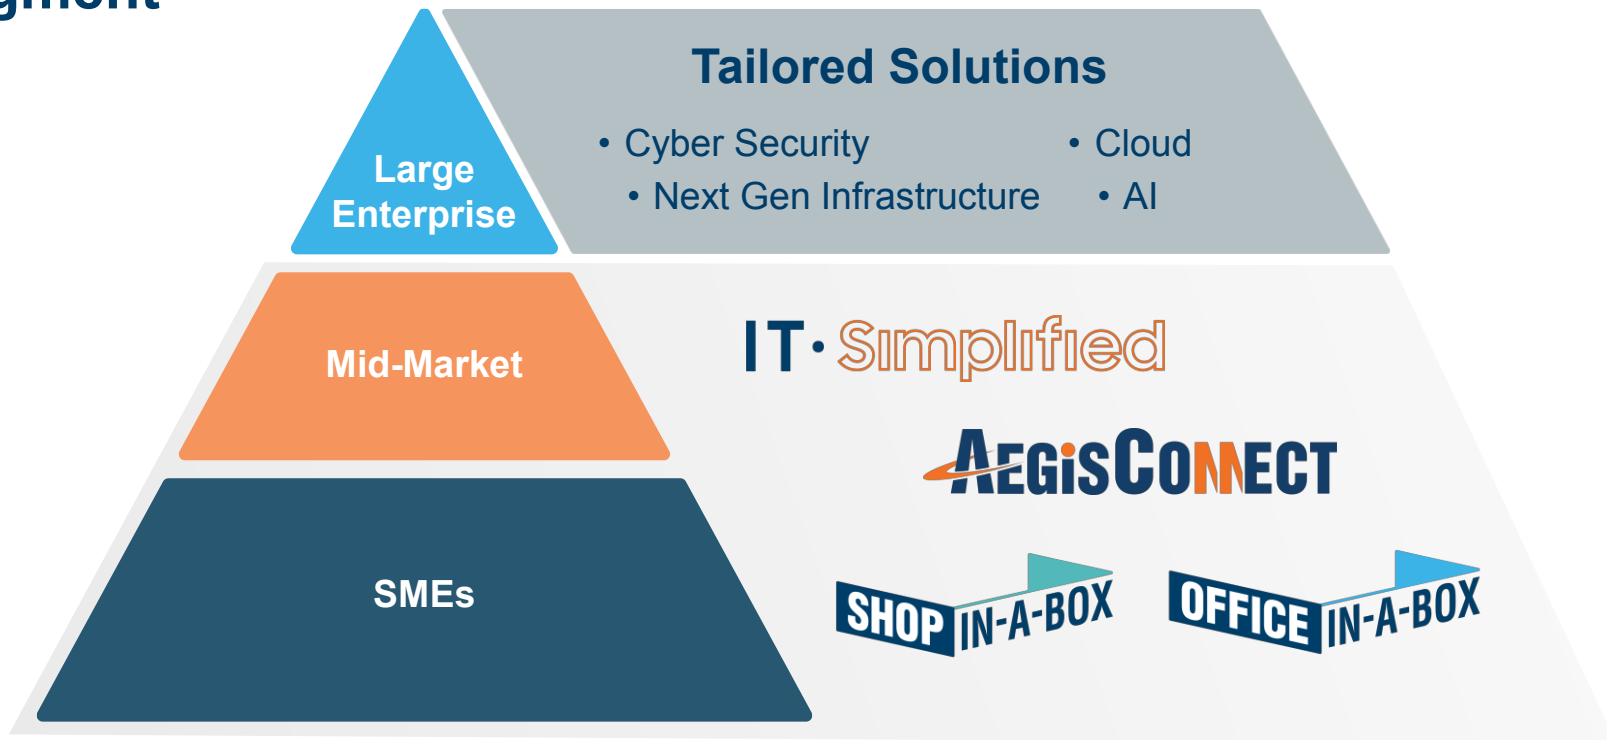 Large
Enterprise
Tailored Solutions
• Cyber Security
• Cloud
• Next Gen Infrastructure
• AI
Mid-Market
IT·Simplified
AEGiSCONNECT
SMEs
SHOP IN-A-BOX
OFFICE IN-A-BOX